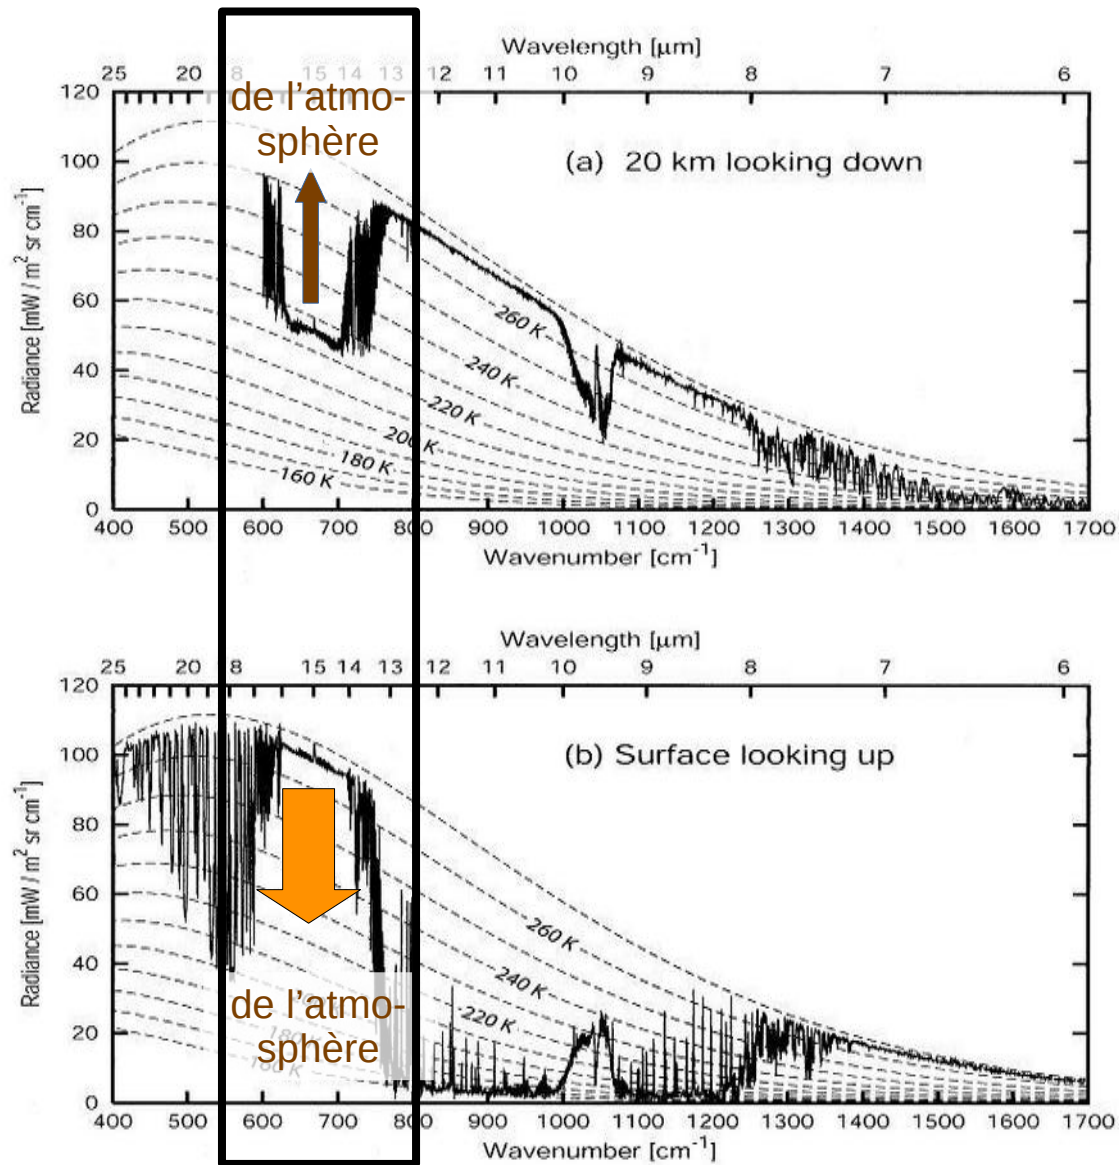 Wavelength [μm]
25 20 8 15 14 13 12 11 10 9 8 7 6
de l’atmo-
sphère
(a) 20 km looking down
120
100
80
60
40
20
0
Radiance [mW / m² sr cm⁻¹]
260 K
240 K
220 K
200 K
180 K
160 K
400 500 600 700 800 900 1000 1100 1200 1300 1400 1500 1600 1700
Wavenumber [cm⁻¹]
Wavelength [μm]
25 20 8 15 14 13 12 11 10 9 8 7 6
(b) Surface looking up
120
100
80
60
40
20
0
Radiance [mW / m² sr cm⁻¹]
260 K
240 K
220 K
de l’atmo-
sphère
180 K
160 K
400 500 600 700 800 900 1000 1100 1200 1300 1400 1500 1600 1700
Wavenumber [cm⁻¹]